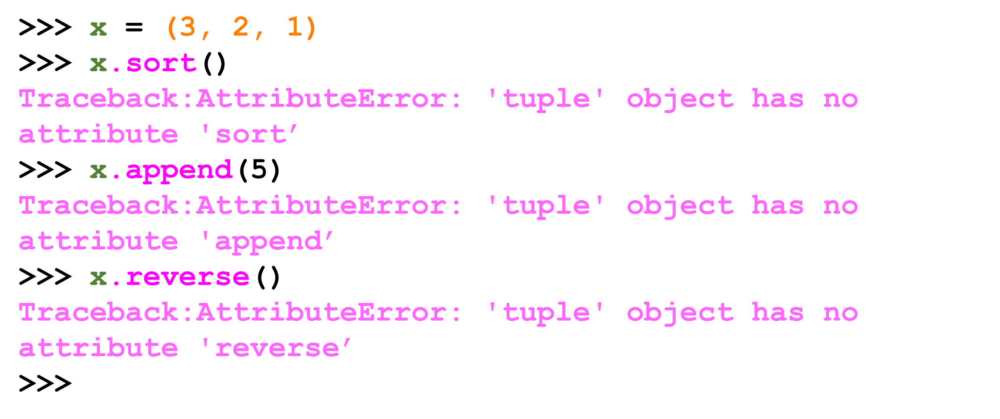 >>> x = (3, 2, 1)
>>> x.sort()
Traceback:AttributeError: 'tuple' object has no
attribute 'sort’
>>> x.append(5)
Traceback:AttributeError: 'tuple' object has no
attribute 'append’
>>> x.reverse()
Traceback:AttributeError: 'tuple' object has no
attribute 'reverse’
>>>